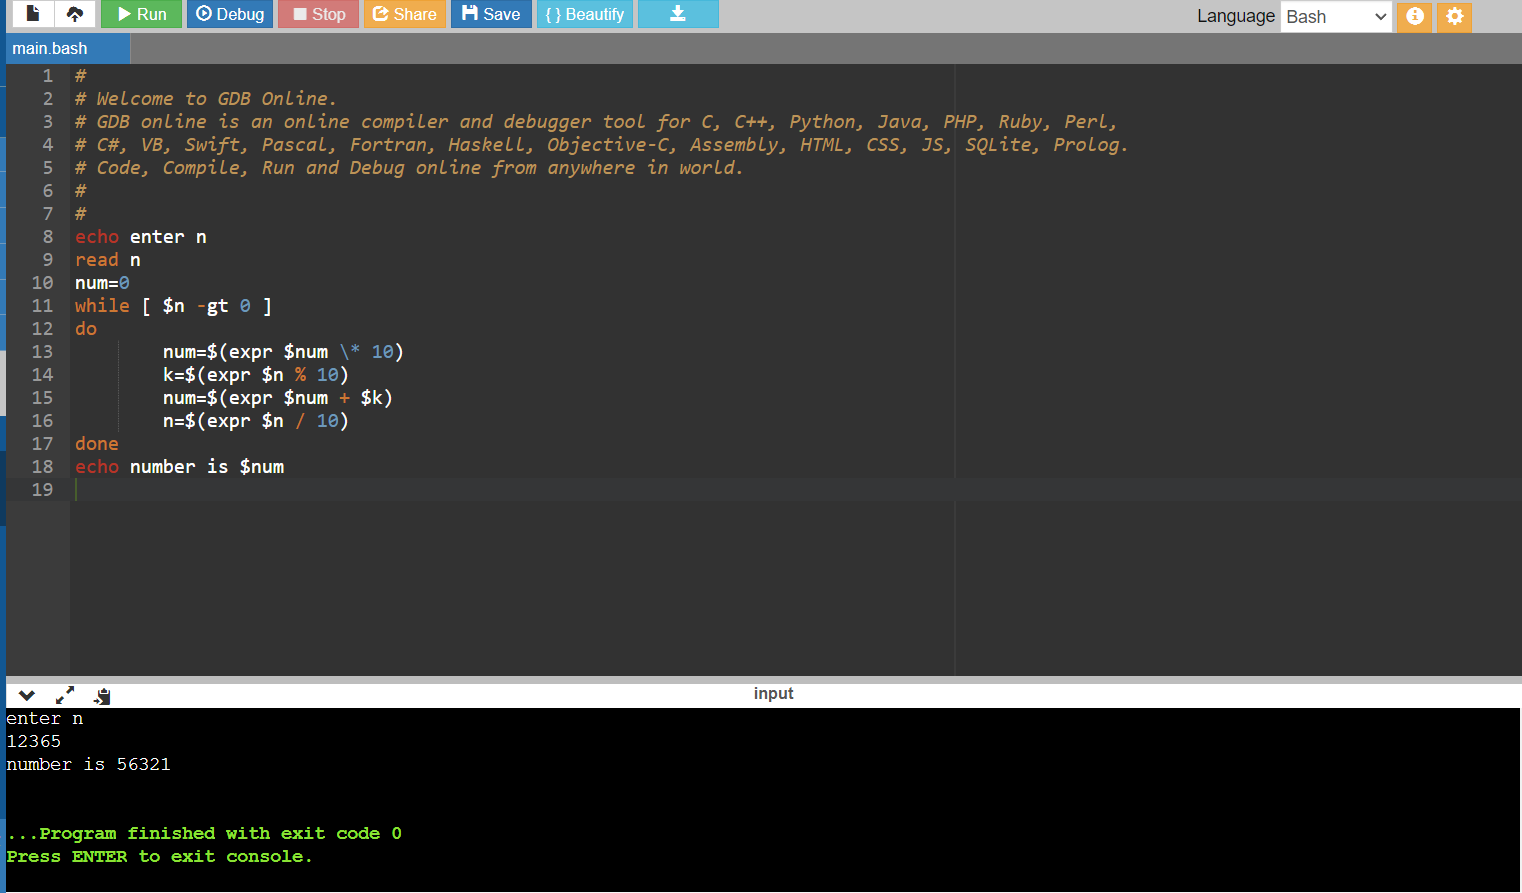 Run Debug Stop Share Save { } Beautify Language Bash
main.bash
1 #
2 # Welcome to GDB Online.
3 # GDB online is an online compiler and debugger tool for C, C++, Python, Java, PHP, Ruby, Perl,
4 # C#, VB, Swift, Pascal, Fortran, Haskell, Objective-C, Assembly, HTML, CSS, JS, SQLite, Prolog.
5 # Code, Compile, Run and Debug online from anywhere in world.
6 #
7 #
8 echo enter n
9 read n
10 num=0
11 while [ $n -gt 0 ]
12 do
13         num=$(expr $num \* 10)
14         k=$(expr $n % 10)
15         num=$(expr $num + $k)
16         n=$(expr $n / 10)
17 done
18 echo number is $num
19
input
enter n
12365
number is 56321
...Program finished with exit code 0
Press ENTER to exit console.